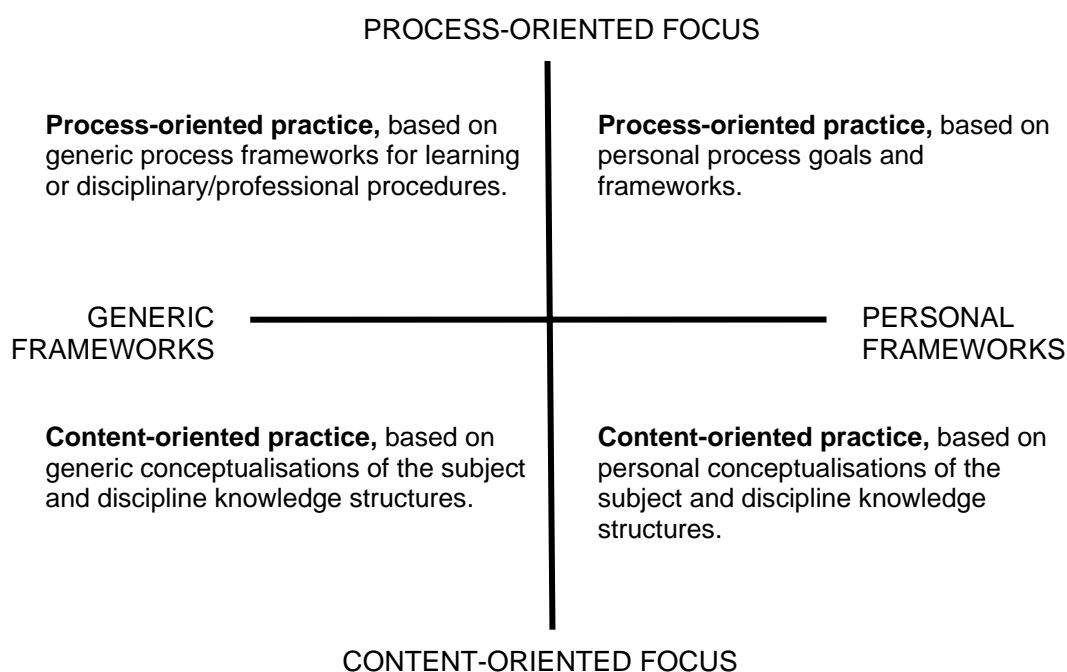 PROCESS-ORIENTED FOCUS
Process-oriented practice, based on
generic process frameworks for learning
or disciplinary/professional procedures.
Process-oriented practice, based on
personal process goals and
frameworks.
GENERIC
FRAMEWORKS
PERSONAL
FRAMEWORKS
Content-oriented practice, based on
generic conceptualisations of the subject
and discipline knowledge structures.
Content-oriented practice, based on
personal conceptualisations of the
subject and discipline knowledge
structures.
CONTENT-ORIENTED FOCUS